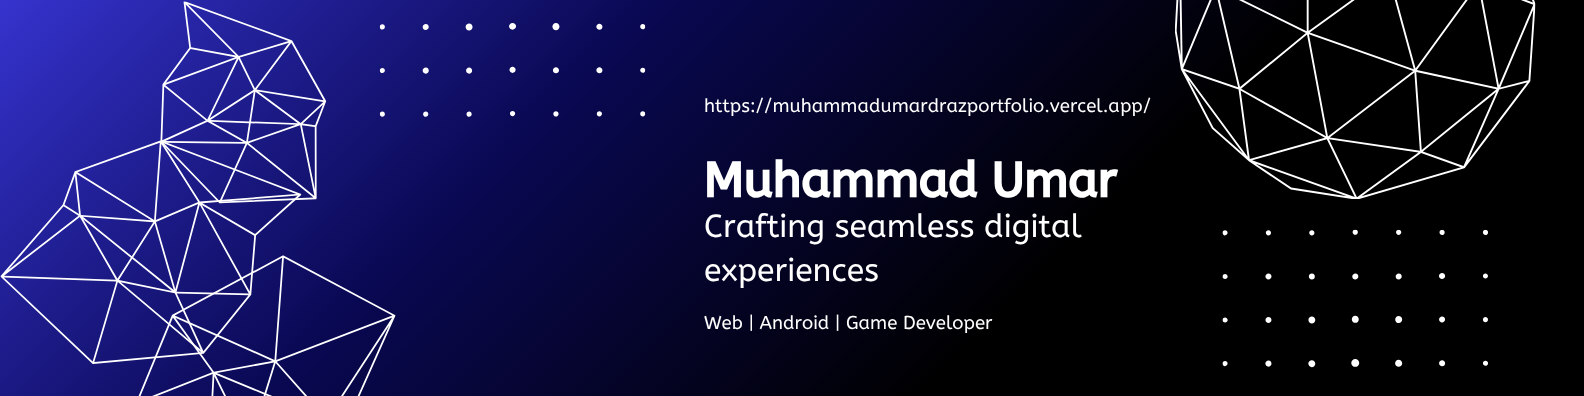 https://muhammadumardrazportfolio.vercel.app/
Muhammad Umar
Crafting seamless digital
experiences
Web | Android | Game Developer